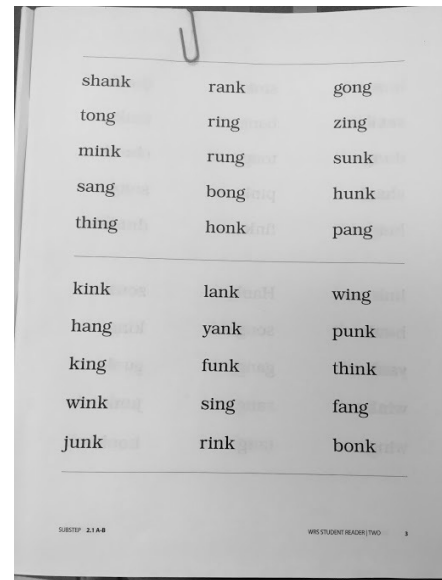 shank rank gong
tong ring zing
mink rung sunk
sang bong hunk
thing honk pang
kink lank wing
hang yank punk
king funk think
wink sing fang
junk rink bonk
SUBSTEP 2.1 A-B WRS STUDENT READER | TWO 3